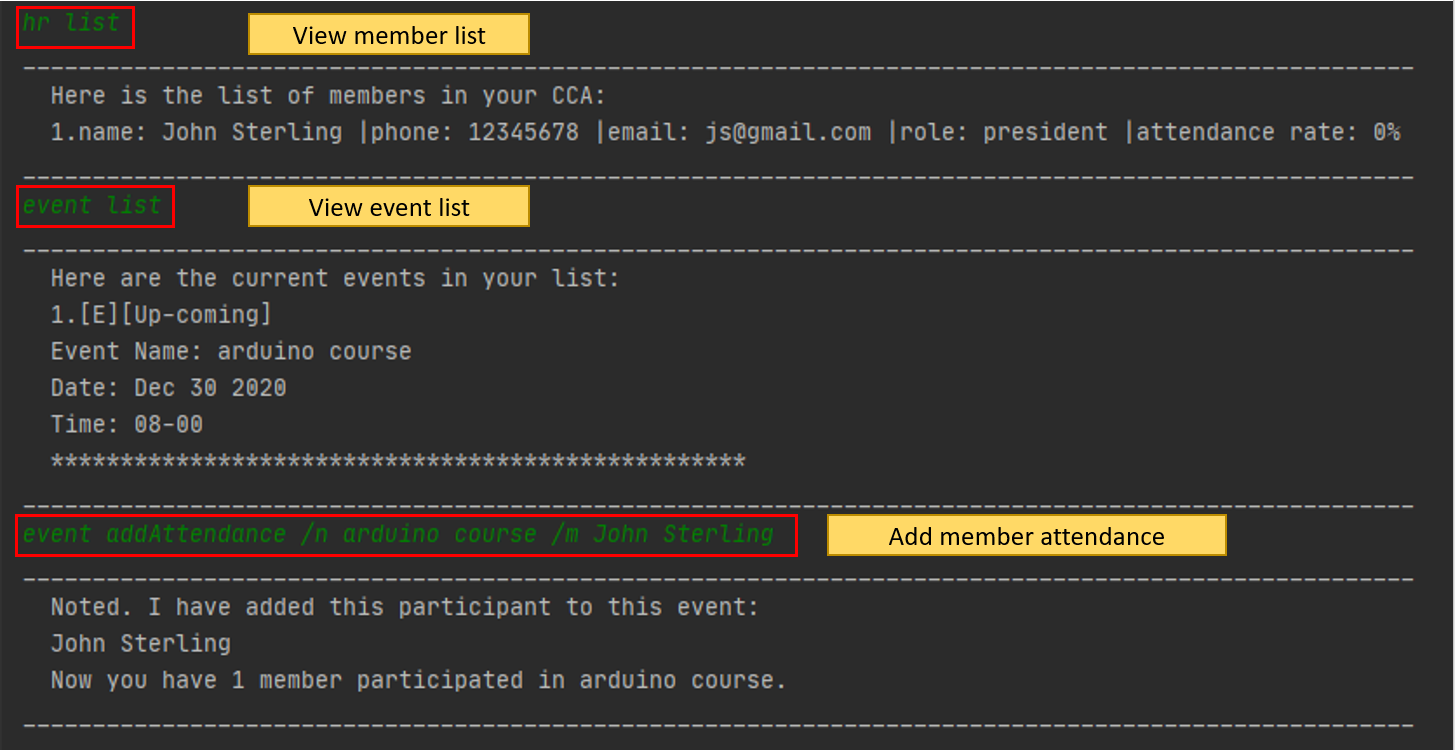 hr list
View member list
----------------------------------------------------------------------------------------------------
Here is the list of members in your CCA:
1.name: John Sterling |phone: 12345678 |email: js@gmail.com |role: president |attendance rate: 0%
----------------------------------------------------------------------------------------------------
event list
View event list
----------------------------------------------------------------------------------------------------
Here are the current events in your list:
1.[E][Up-coming]
Event Name: arduino course
Date: Dec 30 2020
Time: 08-00
**************************************************
----------------------------------------------------------------------------------------------------
event addAttendance /n arduino course /m John Sterling
Add member attendance
----------------------------------------------------------------------------------------------------
Noted. I have added this participant to this event:
John Sterling
Now you have 1 member participated in arduino course.
----------------------------------------------------------------------------------------------------